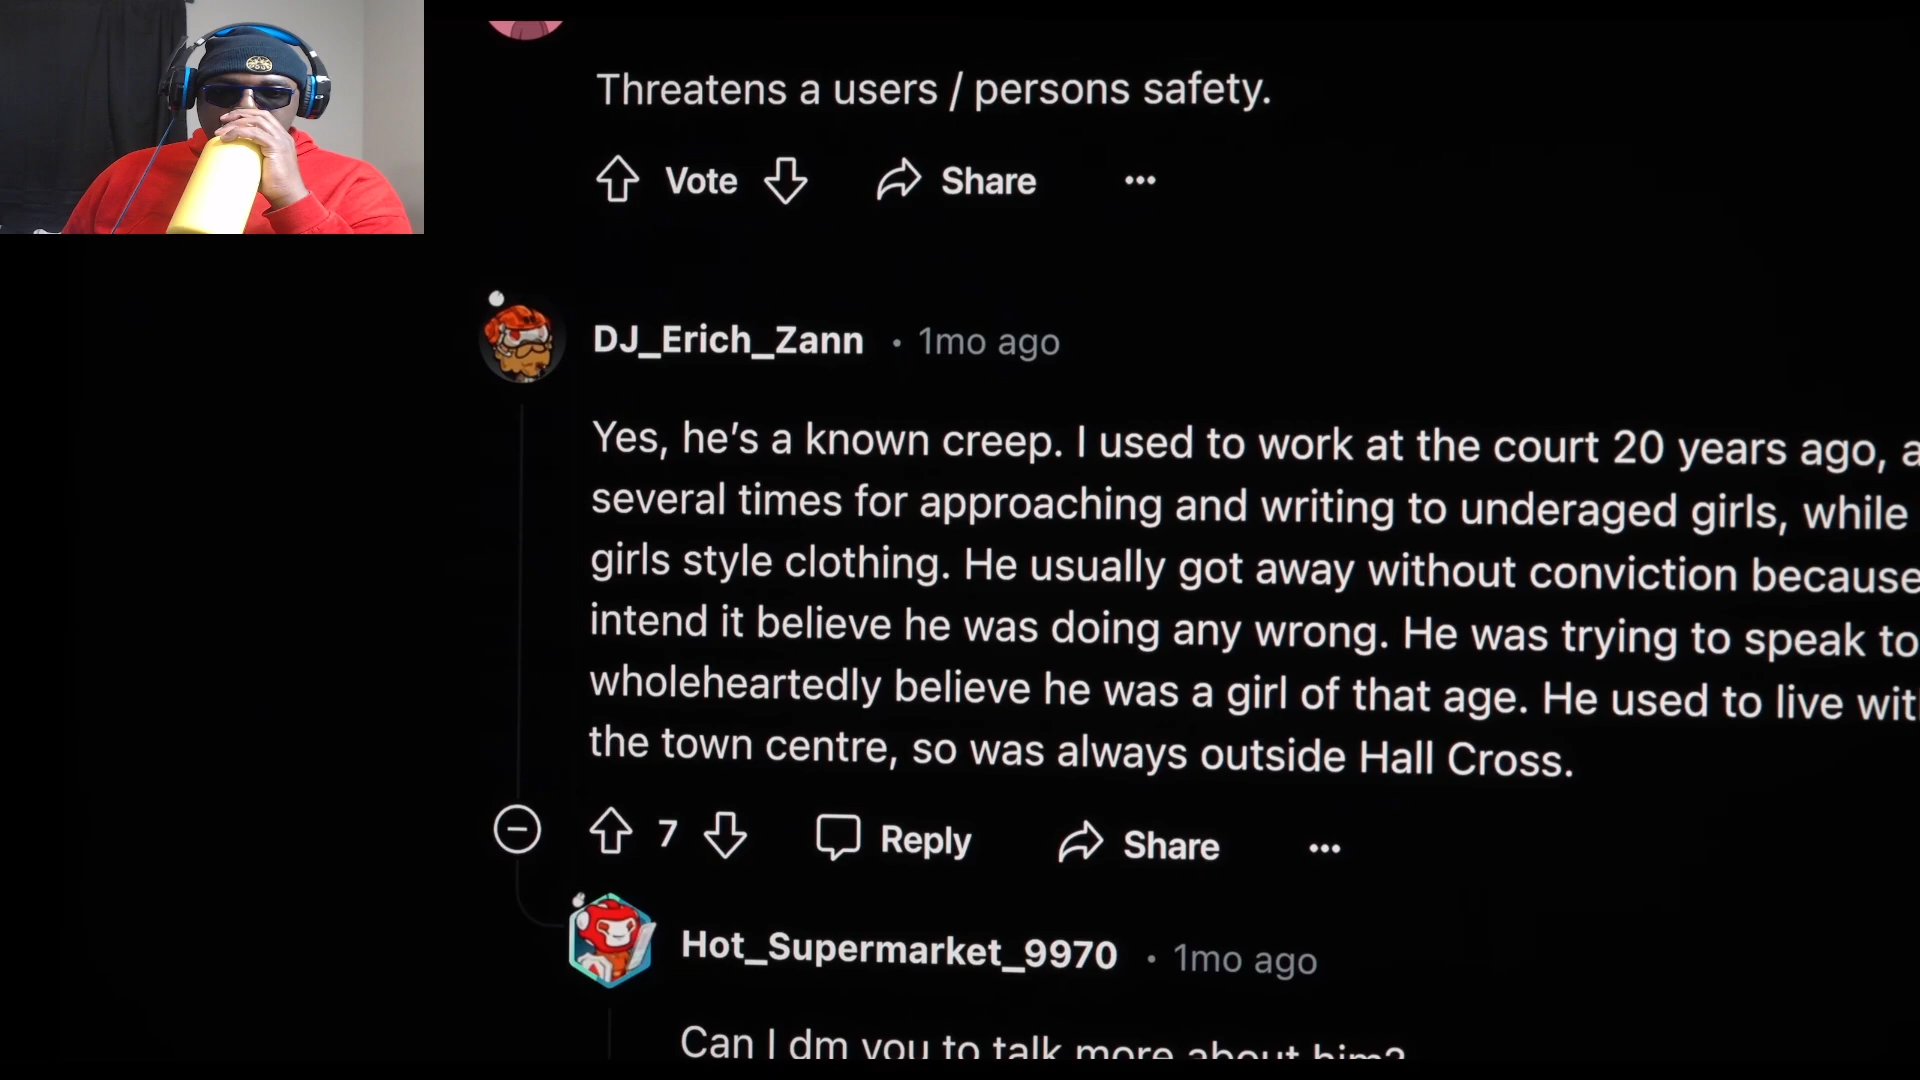 Threatens a users / persons safety.
Vote
Share
DJ_Erich_Zann • 1mo ago
Yes, he's a known creep. I used to work at the court 20 years ago, a
several times for approaching and writing to underaged girls, while
girls style clothing. He usually got away without conviction because
intend it believe he was doing any wrong. He was trying to speak to
wholeheartedly believe he was a girl of that age. He used to live wit
the town centre, so was always outside Hall Cross.
7
Reply
Share
Hot_Supermarket_9970 • 1mo ago
Can I dm you to talk more about him?